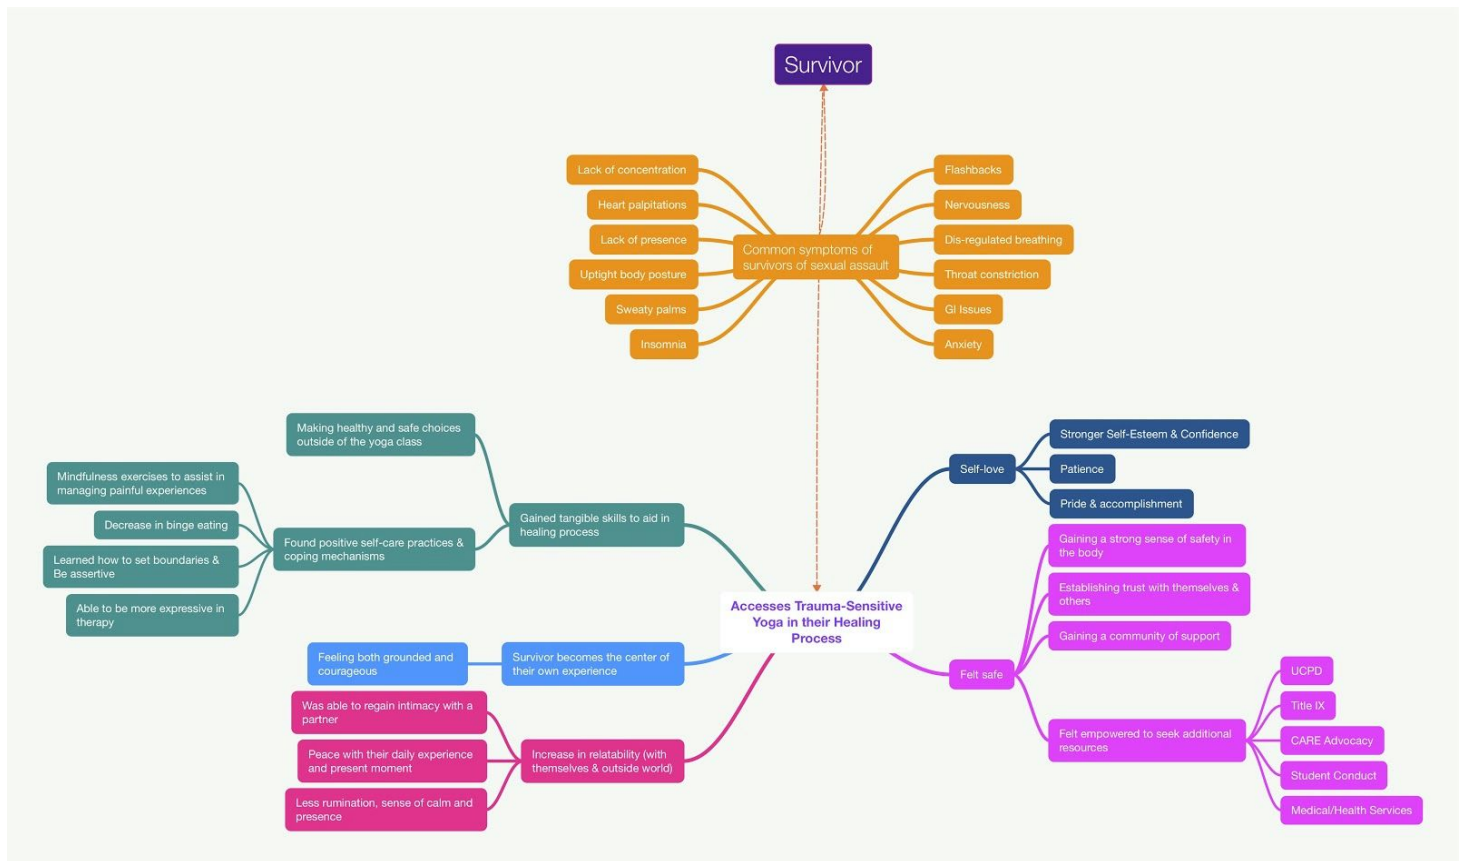 Survivor
Lack of concentration
Heart palpitations
Lack of presence
Uptight body posture
Sweaty palms
Insomnia
Common symptoms of
survivors of sexual assault
Flashbacks
Nervousness
Dis-regulated breathing
Throat constriction
GI Issues
Anxiety
Making healthy and safe choices
outside of the yoga class
Mindfulness exercises to assist in
managing painful experiences
Decrease in binge eating
Learned how to set boundaries &
Be assertive
Able to be more expressive in
therapy
Found positive self-care practices &
coping mechanisms
Gained tangible skills to aid in
healing process
Self-love
Stronger Self-Esteem & Confidence
Patience
Pride & accomplishment
Accesses Trauma-Sensitive
Yoga in their Healing
Process
Feeling both grounded and
courageous
Survivor becomes the center of
their own experience
Was able to regain intimacy with a
partner
Peace with their daily experience
and present moment
Less rumination, sense of calm and
presence
Increase in relatability (with
themselves & outside world)
Felt safe
Gaining a strong sense of safety in
the body
Establishing trust with themselves &
others
Gaining a community of support
Felt empowered to seek additional
resources
UCPD
Title IX
CARE Advocacy
Student Conduct
Medical/Health Services